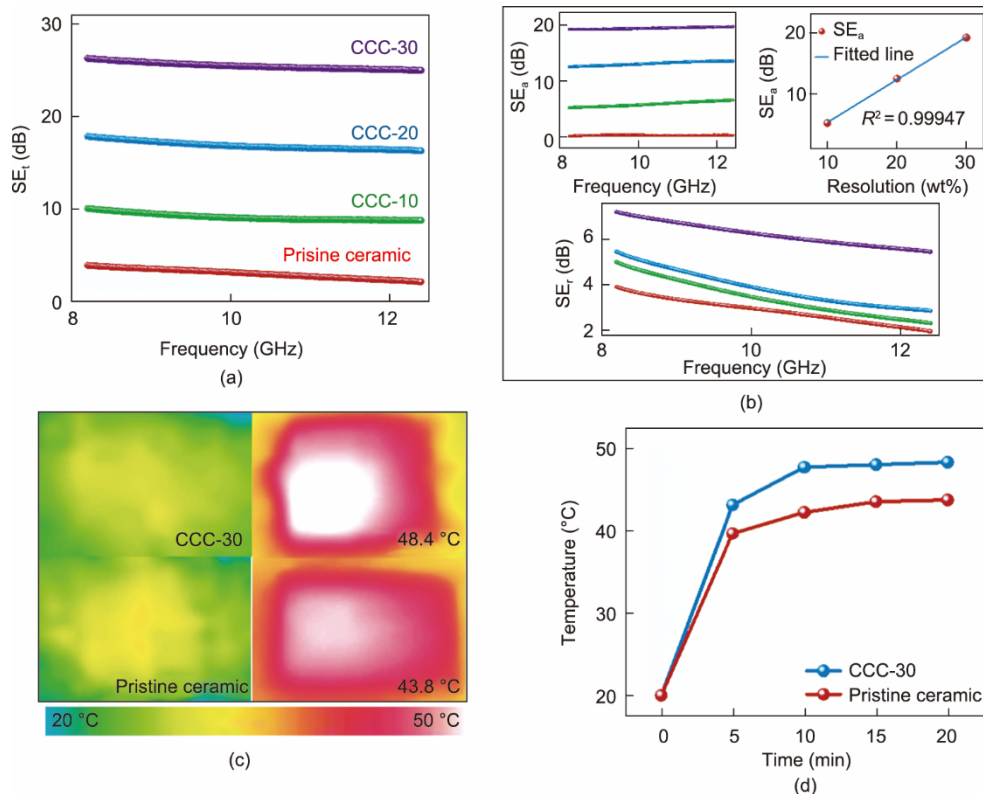 30
20
10
0
SEt (dB)
CCC-30
CCC-20
CCC-10
Prisine ceramic
8
10
12
Frequency (GHz)
(a)
20
10
0
SEa (dB)
8
10
12
Frequency (GHz)
20
10
SEa (dB)
SEa
Fitted line
R² = 0.99947
10
20
30
Resolution (wt%)
6
4
2
SEr (dB)
8
10
12
Frequency (GHz)
(b)
CCC-30
48.4 °C
Pristine ceramic
43.8 °C
20 °C
50 °C
(c)
50
40
30
20
Temperature (°C)
CCC-30
Pristine ceramic
0
5
10
15
20
Time (min)
(d)